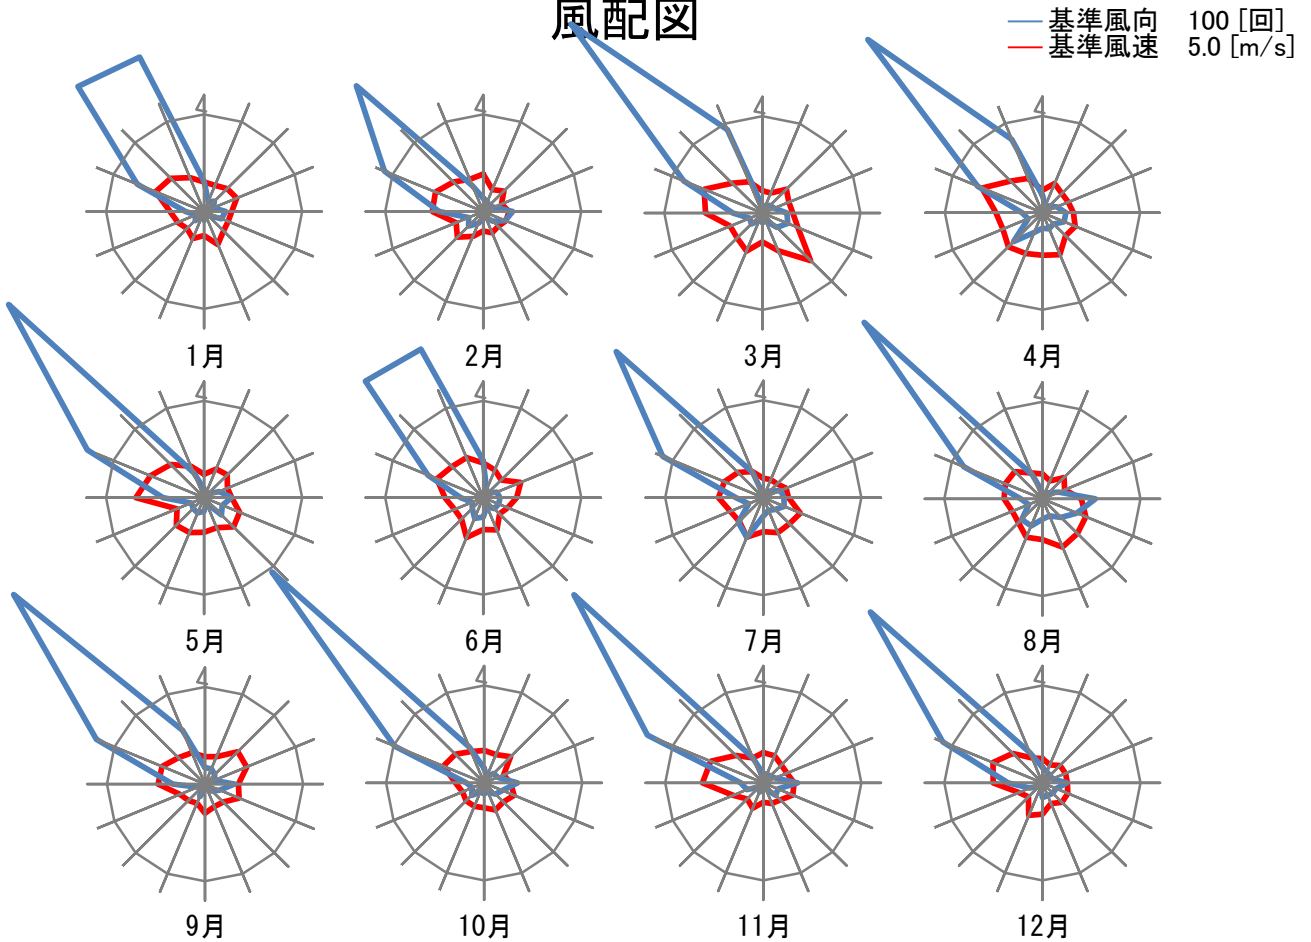 風配図
基準風向 100 [回]
基準風速 5.0 [m/s]
1月 2月 3月 4月
5月 6月 7月 8月
9月 10月 11月 12月